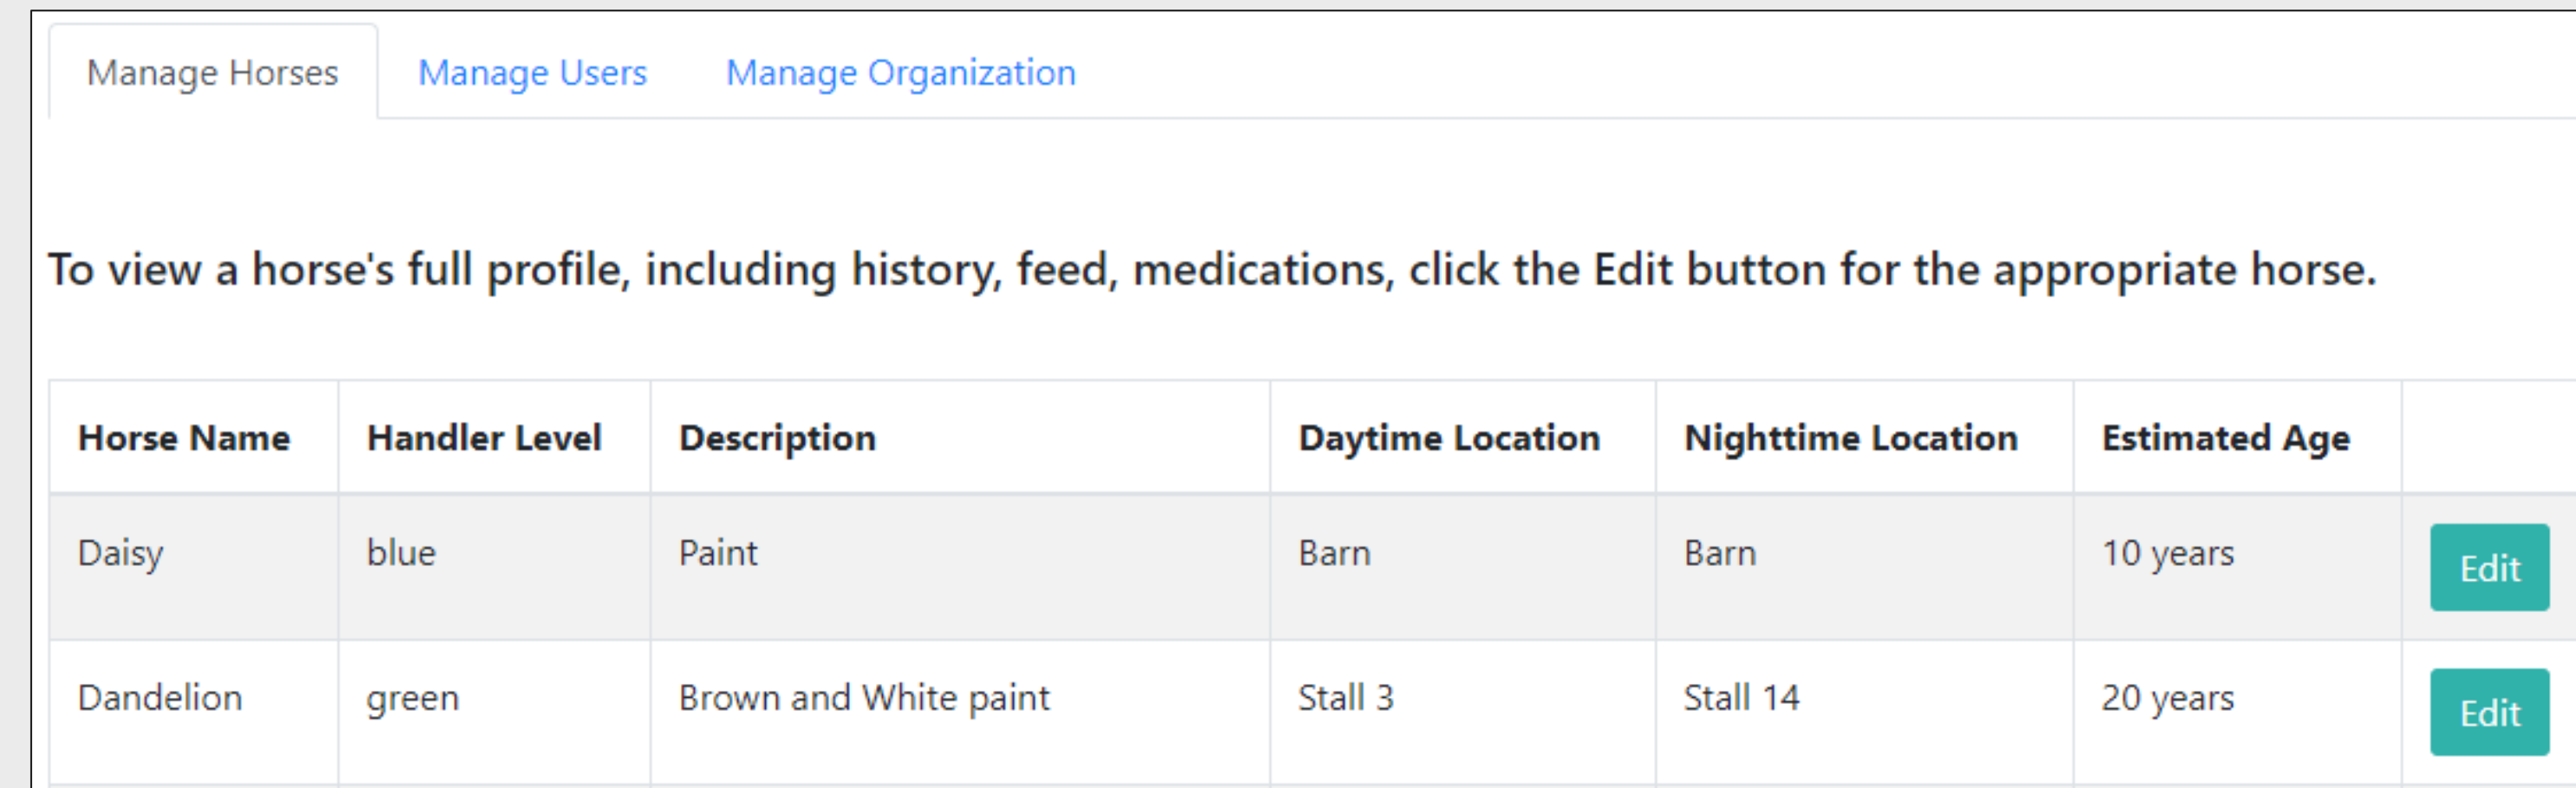 Manage Horses Manage Users Manage Organization
To view a horse's full profile, including history, feed, medications, click the Edit button for the appropriate horse.
Horse Name Handler Level Description Daytime Location Nighttime Location Estimated Age
Daisy blue Paint Barn Barn 10 years Edit
Dandelion green Brown and White paint Stall 3 Stall 14 20 years Edit